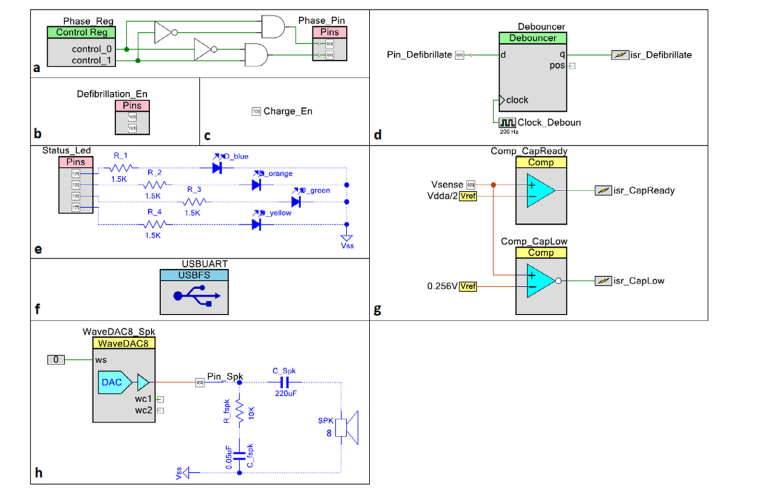 Phase_Reg
Control Reg
control_0
control_1
Phase_Pin
Pins
a
Defibrillation_En
Pins
b
Charge_En
c
Debouncer
Debouncer
Pin_Defibrillate
d
q
pos
clock
isr_Defibrillate
Clock_Deboun
200 Hz
d
Status_Led
Pins
R_1
1.5K
D_blue
R_2
1.5K
_orange
R_3
1.5K
D_green
R_4
1.5K
_yellow
Vss
e
USBUART
USBFS
f
Comp_CapReady
Comp
Vsense
Vdda/2 Vref
isr_CapReady
Comp_CapLow
Comp
0.256V Vref
isr_CapLow
g
WaveDAC8_Spk
WaveDAC8
0
ws
DAC
wc1
wc2
Pin_Spk
C_Spk
220uF
R_fspk
10K
SPK
8
0.05uF
C_fspk
Vss
h